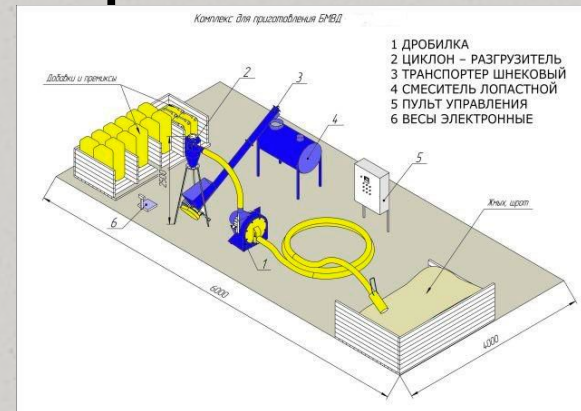 Комплекс для приготовления БМВД
1 ДРОБИЛКА
2 ЦИКЛОН – РАЗГРУЗИТЕЛЬ
3 ТРАНСПОРТЕР ШНЕКОВЫЙ
4 СМЕСИТЕЛЬ ЛОПАСТНОЙ
5 ПУЛЬТ УПРАВЛЕНИЯ
6 ВЕСЫ ЭЛЕКТРОННЫЕ
Добавки и премиксы
2
3
4
5
2500
6
1
Жмых, шрот
6000
4000